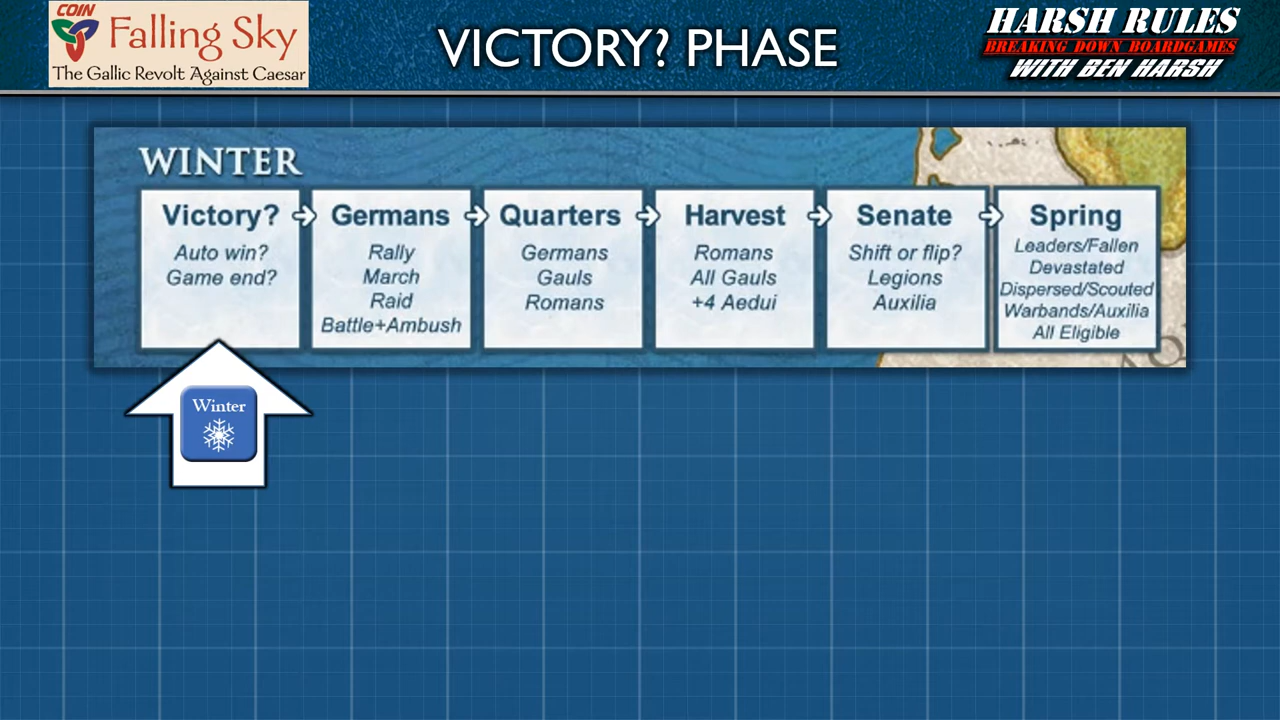 COIN
Falling Sky
The Gallic Revolt Against Caesar
VICTORY? PHASE
HARSH RULES
BREAKING DOWN BOARDGAMES
WITH BEN HARSH
WINTER
Victory?
Auto win?
Game end?
Germans
Rally
March
Raid
Battle+Ambush
Quarters
Germans
Gauls
Romans
Harvest
Romans
All Gauls
+4 Aedui
Senate
Shift or flip?
Legions
Auxilia
Spring
Leaders/Fallen
Devastated
Dispersed/Scouted
Warbands/Auxilia
All Eligible
Winter